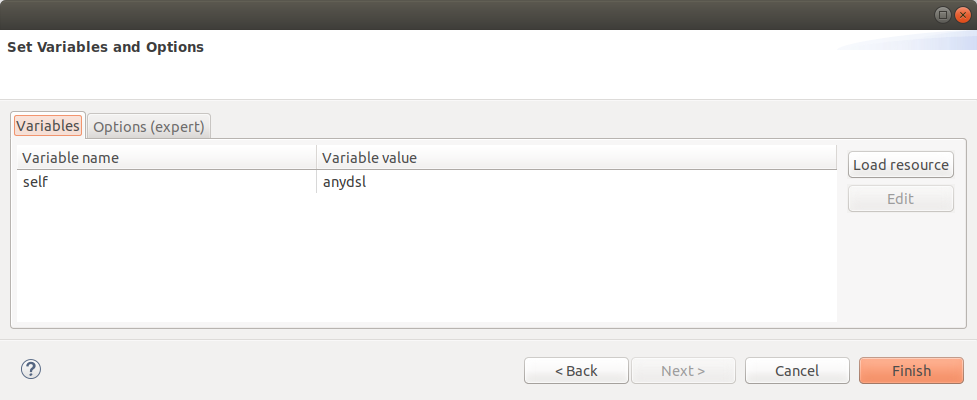 Set Variables and Options
Variables Options (expert)
Variable name Variable value Load resource
self anydsl Edit
? < Back Next > Cancel Finish